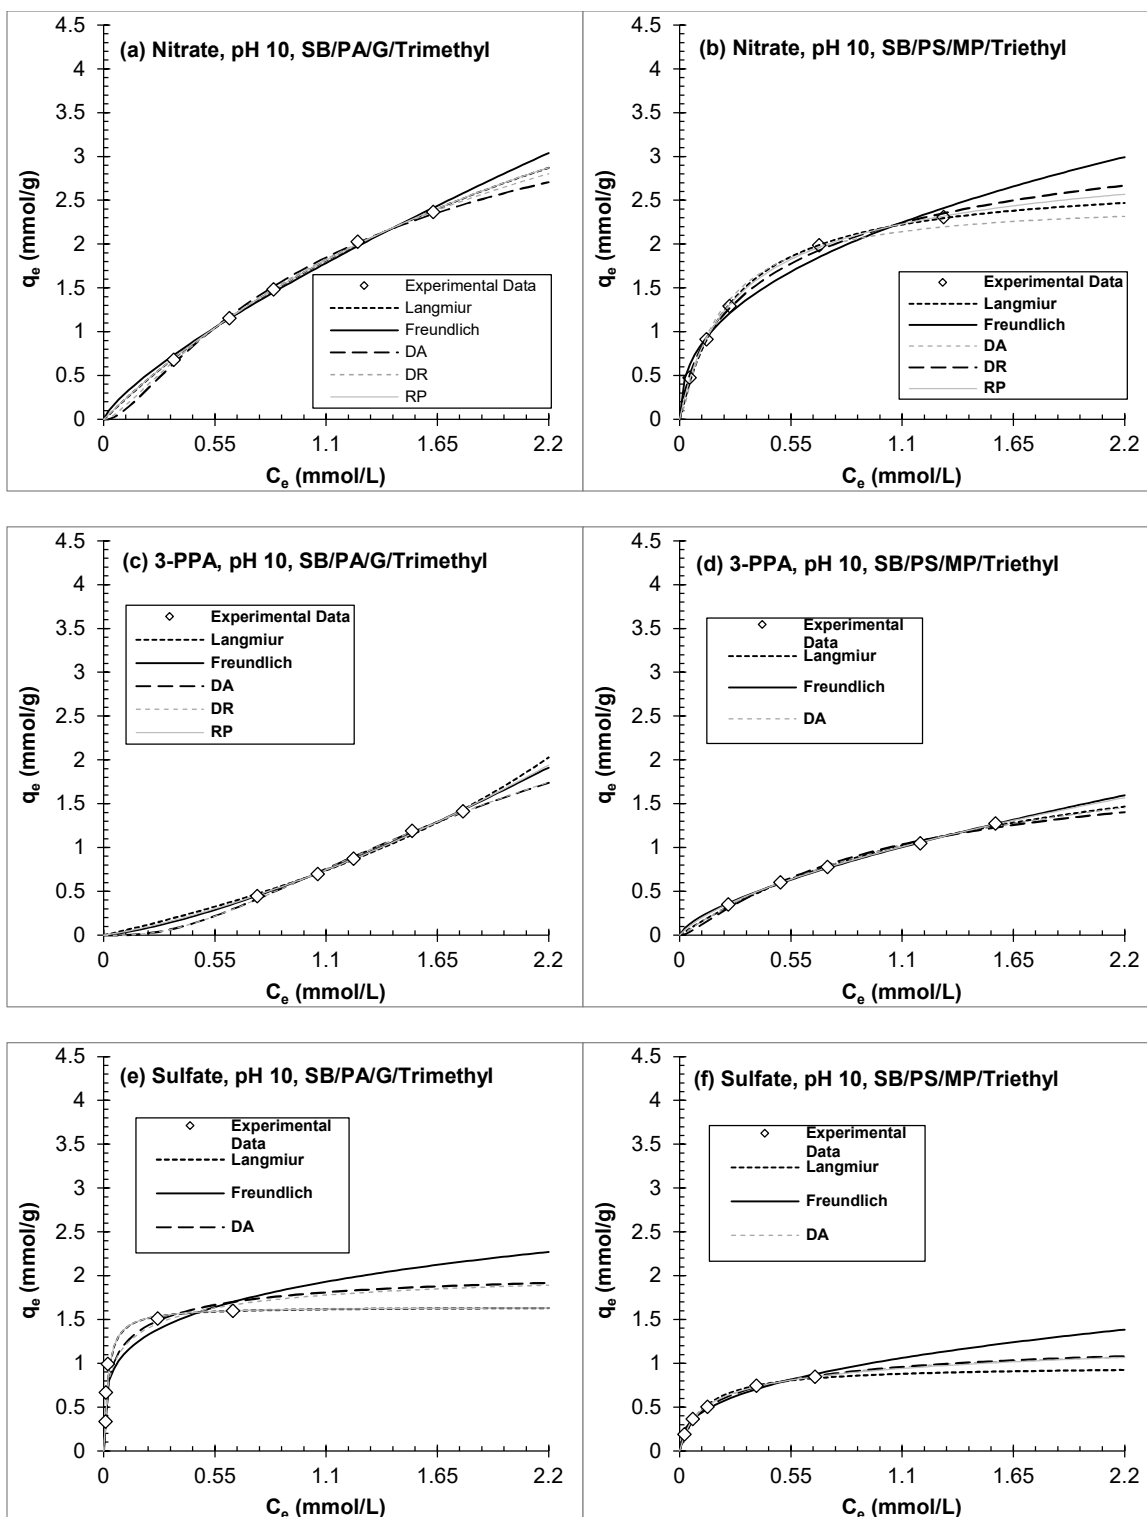 (a) Nitrate, pH 10, SB/PA/G/Trimethyl
4.5
4
3.5
3
2.5
2
1.5
1
0.5
0
qe (mmol/g)
Experimental Data
Langmiur
Freundlich
DA
DR
RP
0 0.55 1.1 1.65 2.2
Ce (mmol/L)
(b) Nitrate, pH 10, SB/PS/MP/Triethyl
4.5
4
3.5
3
2.5
2
1.5
1
0.5
0
qe (mmol/g)
Experimental Data
Langmiur
Freundlich
DA
DR
RP
0 0.55 1.1 1.65 2.2
Ce (mmol/L)
(c) 3-PPA, pH 10, SB/PA/G/Trimethyl
4.5
4
3.5
3
2.5
2
1.5
1
0.5
0
qe (mmol/g)
Experimental Data
Langmiur
Freundlich
DA
DR
RP
0 0.55 1.1 1.65 2.2
Ce (mmol/L)
(d) 3-PPA, pH 10, SB/PS/MP/Triethyl
4.5
4
3.5
3
2.5
2
1.5
1
0.5
0
qe (mmol/g)
Experimental
Data
Langmiur
Freundlich
DA
0 0.55 1.1 1.65 2.2
Ce (mmol/L)
(e) Sulfate, pH 10, SB/PA/G/Trimethyl
4.5
4
3.5
3
2.5
2
1.5
1
0.5
0
qe (mmol/g)
Experimental
Data
Langmiur
Freundlich
DA
0 0.55 1.1 1.65 2.2
Ce (mmol/L)
(f) Sulfate, pH 10, SB/PS/MP/Triethyl
4.5
4
3.5
3
2.5
2
1.5
1
0.5
0
qe (mmol/g)
Experimental
Data
Langmiur
Freundlich
DA
0 0.55 1.1 1.65 2.2
Ce (mmol/L)